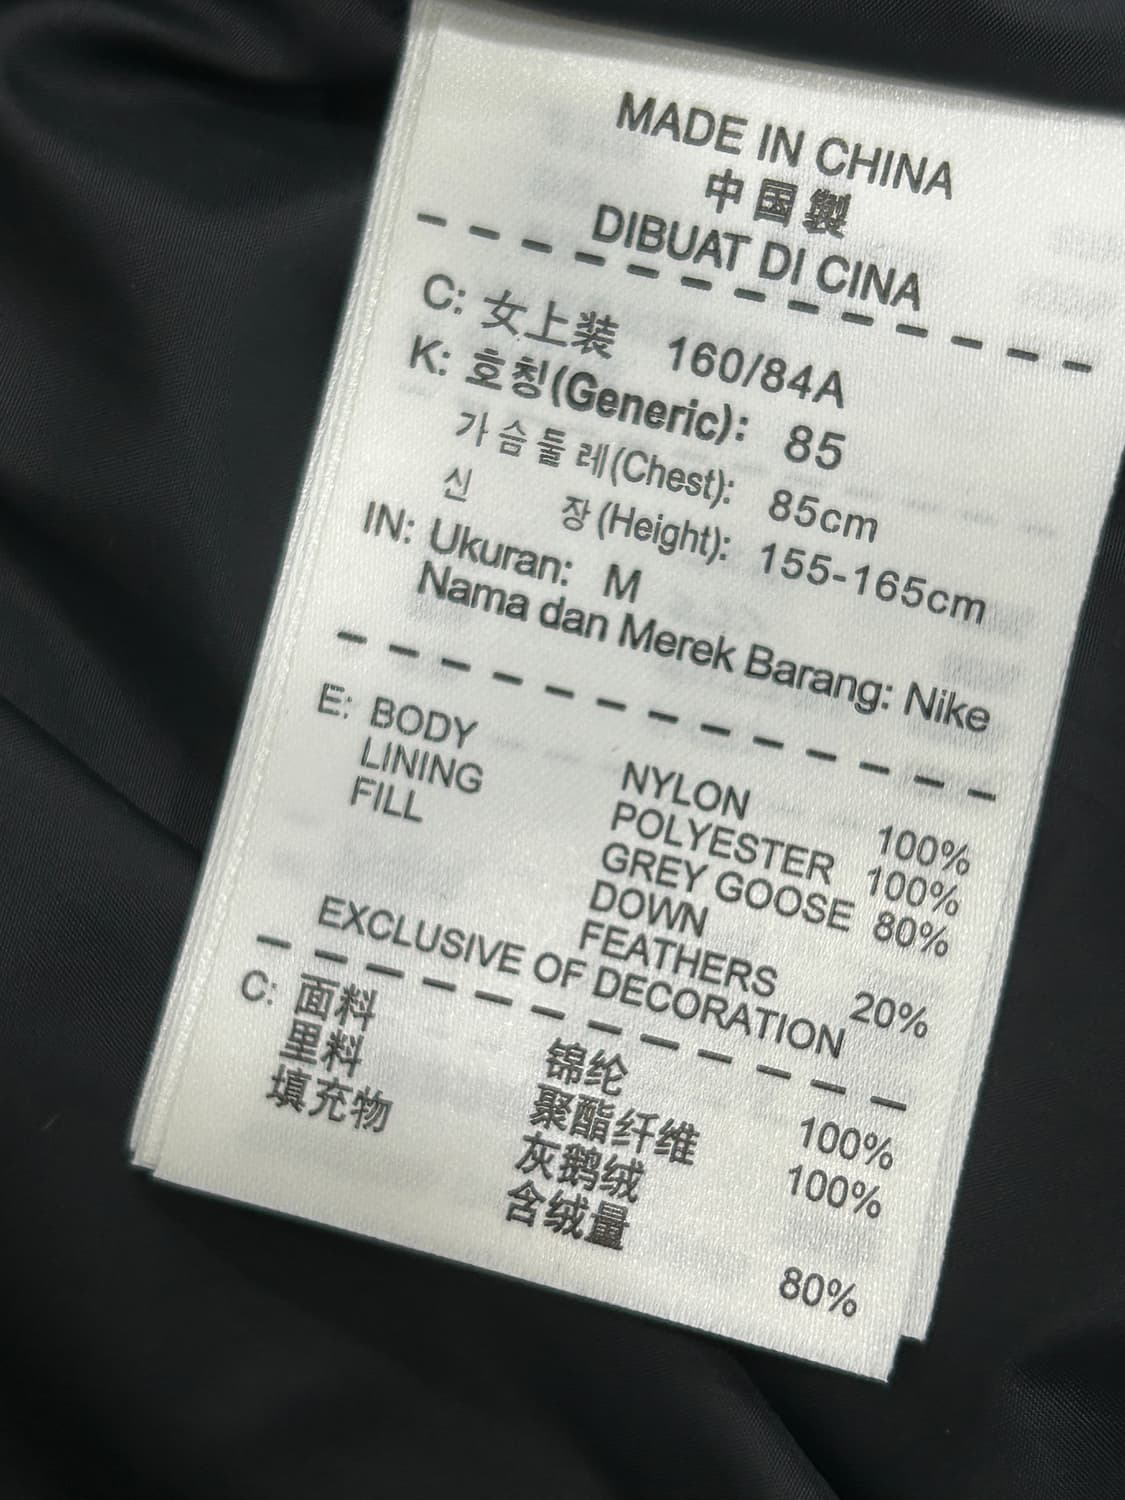 MADE IN CHINA
中国製
DIBUAT DI CINA
C: 女上装 160/84A
K: 호칭(Generic): 85
가슴둘레(Chest): 85cm
신 장(Height): 155-165cm
IN: Ukuran: M
Nama dan Merek Barang: Nike
E: BODY NYLON 100%
LINING POLYESTER 100%
FILL GREY GOOSE 80%
DOWN
FEATHERS 20%
EXCLUSIVE OF DECORATION
C: 面料 锦纶 100%
里料 聚酯纤维 100%
填充物 灰鹅绒
含绒量 80%